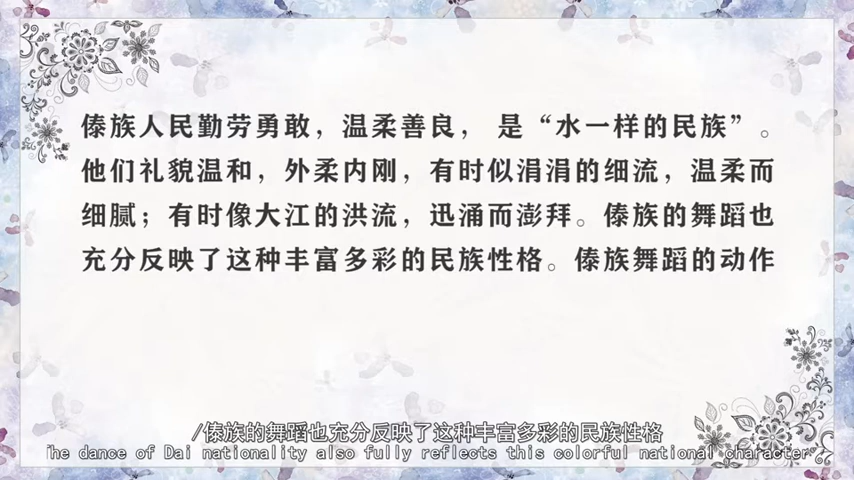 傣族人民勤劳勇敢，温柔善良， 是“水一样的民族”。
他们礼貌温和，外柔内刚，有时似涓涓的细流，温柔而
细腻；有时像大江的洪流，迅涌而澎拜。傣族的舞蹈也
充分反映了这种丰富多彩的民族性格。傣族舞蹈的动作
/傣族的舞蹈也充分反映了这种丰富多彩的民族性格
he dance of Dai nationality also fully reflects this colorful national character